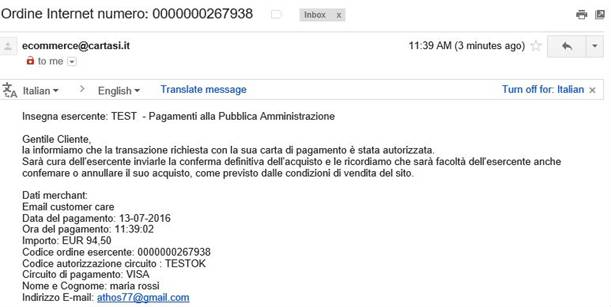 Ordine Internet numero: 0000000267938 Inbox x
ecommerce@cartasi.it 11:39 AM (3 minutes ago)
to me
Italian > English Translate message Turn off for: Italian x
Insegna esercente: TEST - Pagamenti alla Pubblica Amministrazione
Gentile Cliente,
la informiamo che la transazione richiesta con la sua carta di pagamento è stata autorizzata.
Sarà cura dell'esercente inviarle la conferma definitiva dell'acquisto e le ricordiamo che sarà facoltà dell'esercente anche
confermare o annullare il suo acquisto, come previsto dalle condizioni di vendita del sito.
Dati merchant:
Email customer care
Data del pagamento: 13-07-2016
Ora del pagamento: 11:39:02
Importo: EUR 94,50
Codice ordine esercente: 0000000267938
Codice autorizzazione circuito : TESTOK
Circuito di pagamento: VISA
Nome e Cognome: maria rossi
Indirizzo E-mail: athos77@gmail.com